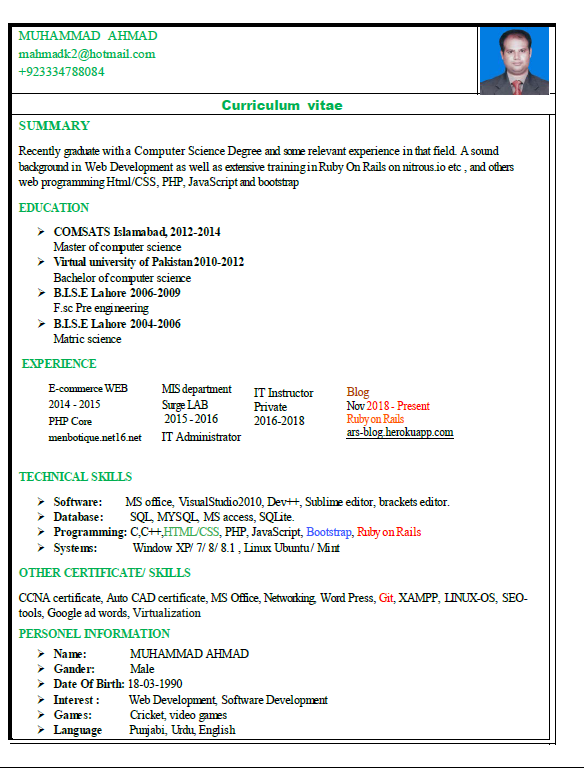 MUHAMMAD AHMAD
mahmadk2@hotmail.com
+923334788084
Curriculum vitae
SUMMARY
Recently graduate with a Computer Science Degree and some relevant experience in that field. A sound
background in Web Development as well as extensive training in Ruby On Rails on nitrous.io etc , and others
web programming Html/CSS, PHP, JavaScript and bootstrap
EDUCATION
➢ COMSATS Islamabad, 2012-2014
Master of computer science
➢ Virtual university of Pakistan 2010-2012
Bachelor of computer science
➢ B.I.S.E Lahore 2006-2009
F.sc Pre engineering
➢ B.I.S.E Lahore 2004-2006
Matric science
EXPERIENCE
E-commerce WEB
2014 - 2015
PHP Core
menbotique.net16.net
MIS department
Surge LAB
2015 - 2016
IT Administrator
IT Instructor
Private
2016-2018
Blog
Nov 2018 - Present
Ruby on Rails
ars-blog.herokuapp.com
TECHNICAL SKILLS
➢ Software: MS office, VisualStudio2010, Dev++, Sublime editor, brackets editor.
➢ Database: SQL, MYSQL, MS access, SQLite.
➢ Programming: C,C++,HTML/CSS, PHP, JavaScript, Bootstrap, Ruby on Rails
➢ Systems: Window XP/ 7/ 8/ 8.1 , Linux Ubuntu / Mint
OTHER CERTIFICATE/ SKILLS
CCNA certificate, Auto CAD certificate, MS Office, Networking, Word Press, Git, XAMPP, LINUX-OS, SEO-
tools, Google ad words, Virtualization
PERSONEL INFORMATION
➢ Name: MUHAMMAD AHMAD
➢ Gander: Male
➢ Date Of Birth: 18-03-1990
➢ Interest : Web Development, Software Development
➢ Games: Cricket, video games
➢ Language Punjabi, Urdu, English